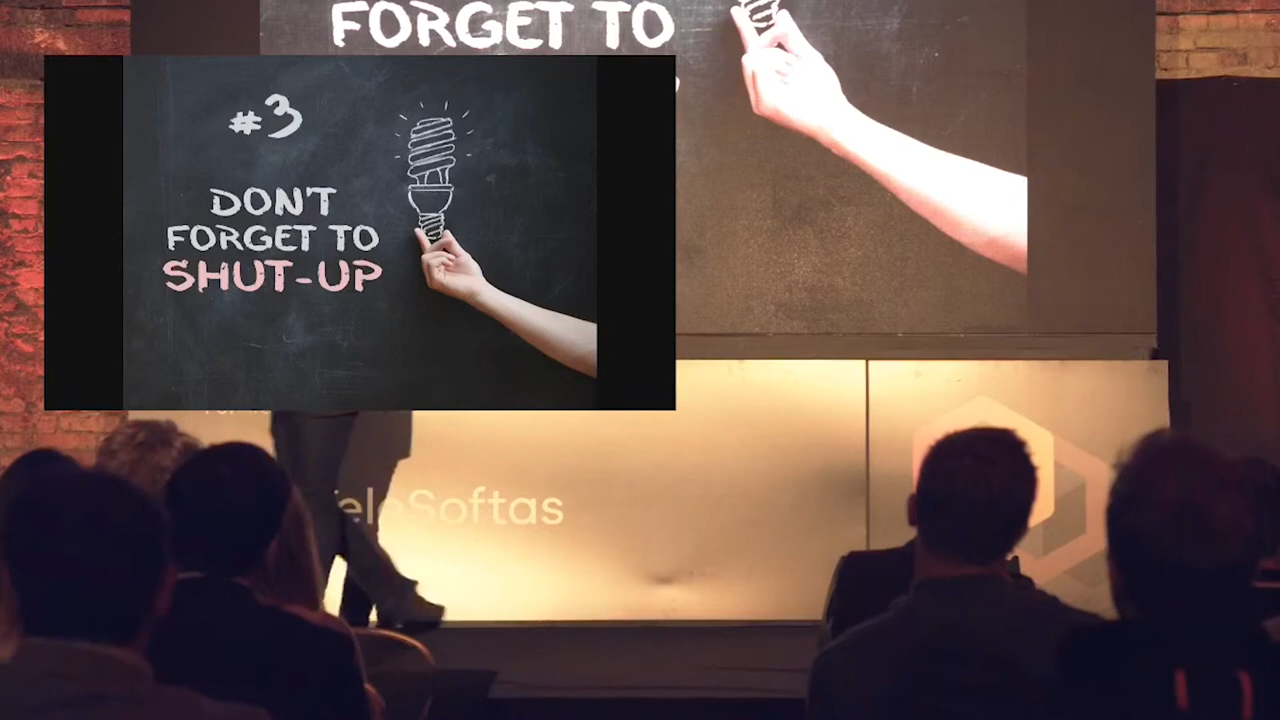 FORGET TO
#3
DON'T
FORGET TO
SHUT-UP
TeleSoftas